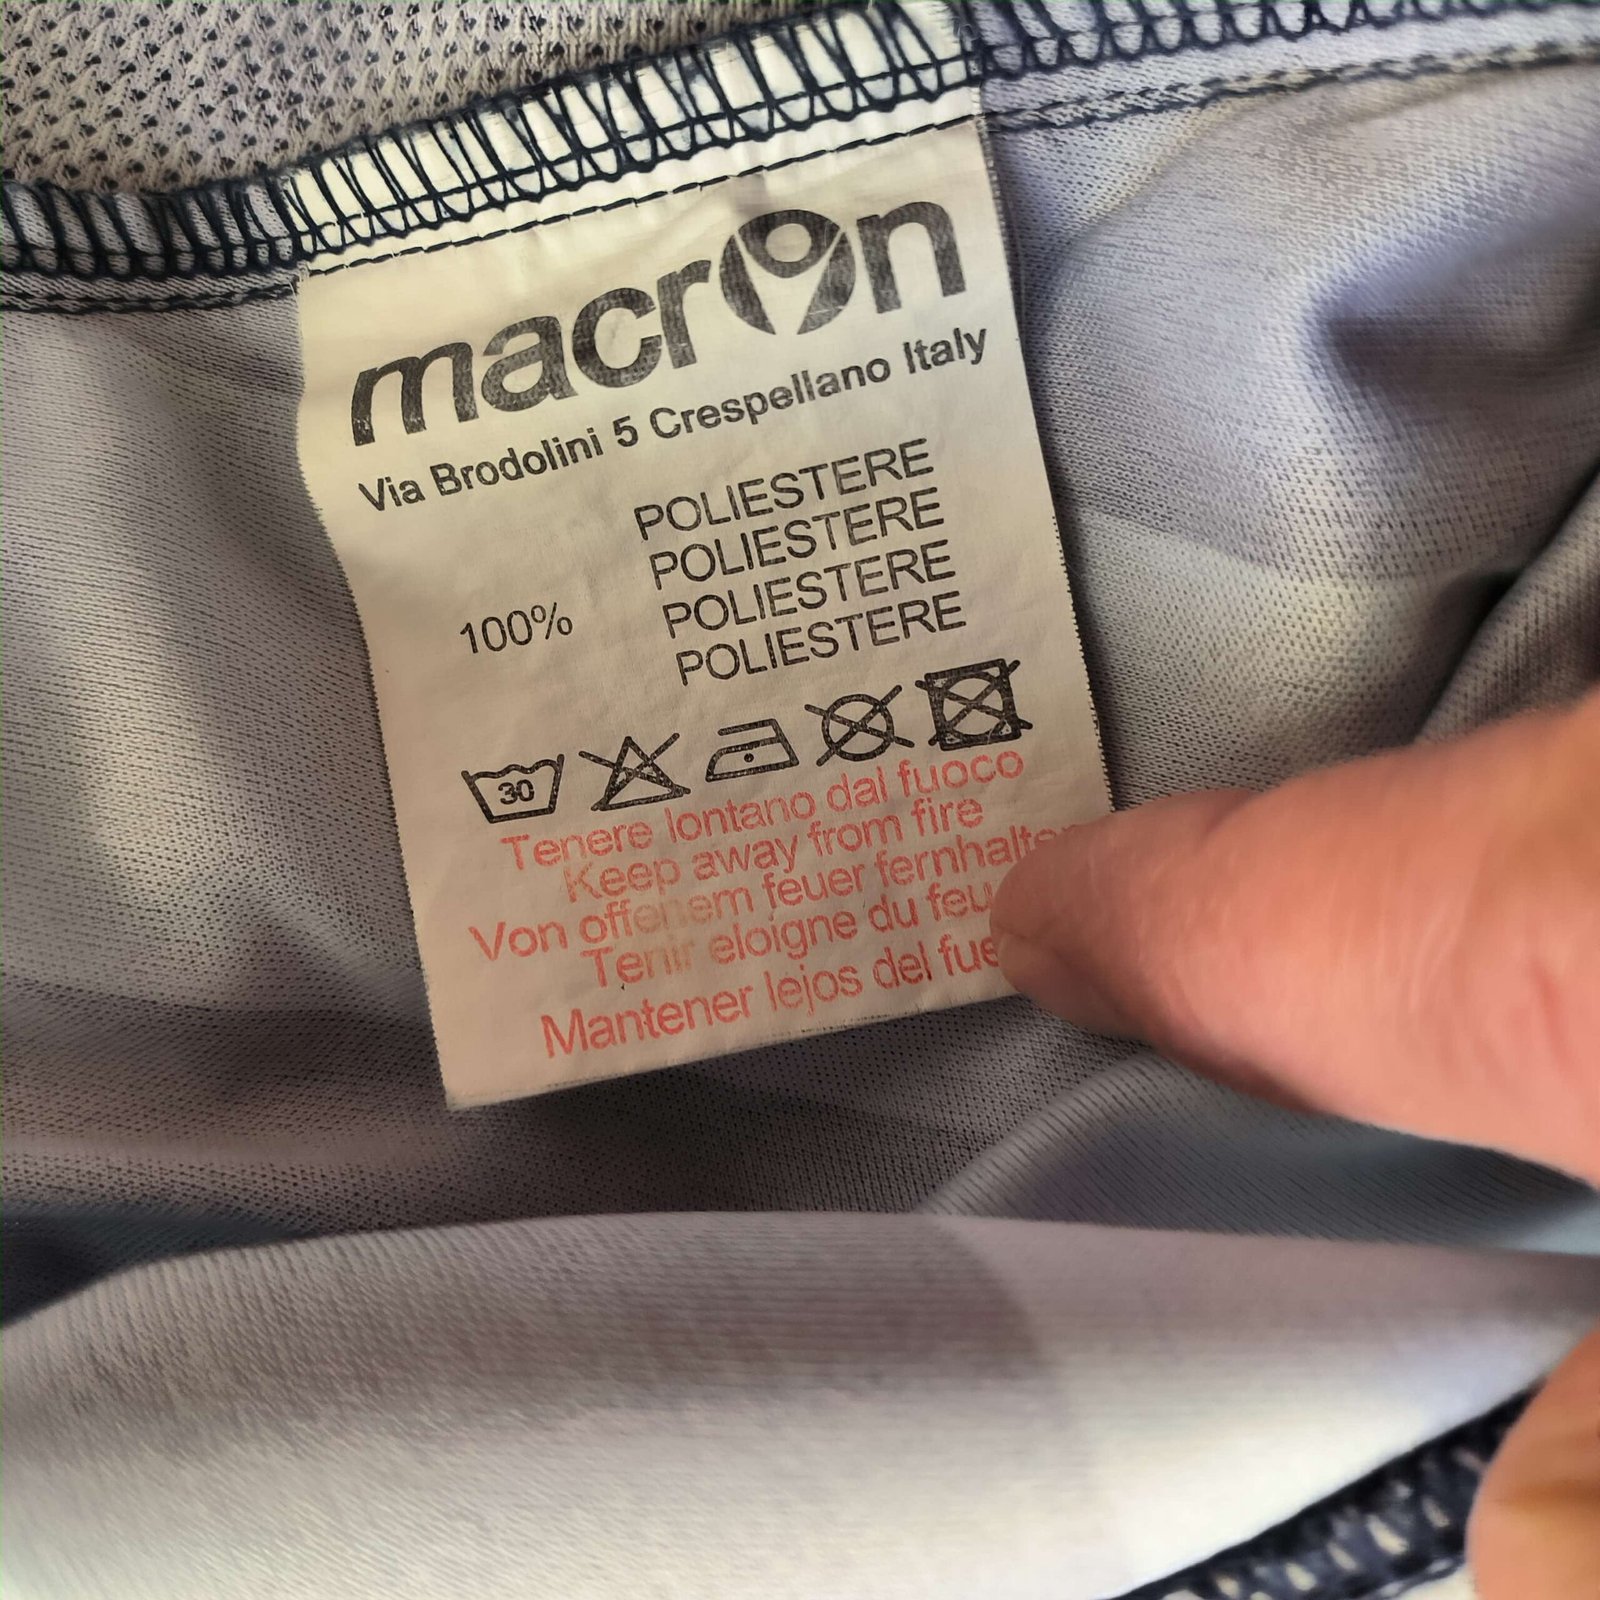 macron
Via Brodolini 5 Crespellano Italy
POLIESTERE
POLIESTERE
100% POLIESTERE
POLIESTERE
30
Tenere lontano dal fuoco
Keep away from fire
Von offenem feuer
Tenir eloigne du
Mantener lejos del